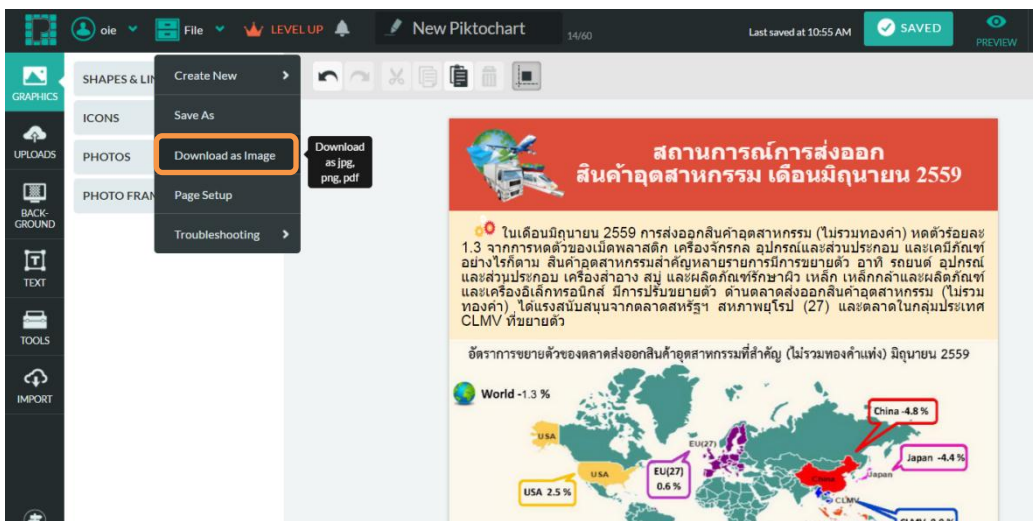 ole
File
LEVEL UP
New Piktochart
14/60
Last saved at 10:55 AM
SAVED
PREVIEW
GRAPHICS
UPLOADS
BACK-
GROUND
TEXT
TOOLS
IMPORT
SHAPES & LIN
ICONS
PHOTOS
PHOTO FRAN
Create New
Save As
Download as Image
Page Setup
Troubleshooting
Download
as jpg,
png, pdf
สถานการณ์การส่งออก
สินค้าอุตสาหกรรม เดือนมิถุนายน 2559
ในเดือนมิถุนายน 2559 การส่งออกสินค้าอุตสาหกรรม (ไม่รวมทองคำ) หดตัวร้อยละ
1.3 จากการหดตัวของเม็ดพลาสติก เครื่องจักรกล อุปกรณ์และส่วนประกอบ และเคมีภัณฑ์
อย่างไรก็ตาม สินค้าอุตสาหกรรมสำคัญหลายรายการมีการขยายตัว อาทิ รถยนต์ อุปกรณ์
และส่วนประกอบ เครื่องสำอาง สบู่ และผลิตภัณฑ์รักษาผิว เหล็ก เหล็กกล้าและผลิตภัณฑ์
และเครื่องอิเล็กทรอนิกส์ มีการปรับขยายตัว ด้านตลาดส่งออกสินค้าอุตสาหกรรม (ไม่รวม
ทองคำ) ได้แรงสนับสนุนจากตลาดสหรัฐฯ สหภาพยุโรป (27) และตลาดในกลุ่มประเทศ
CLMV ที่ขยายตัว
อัตราการขยายตัวของตลาดส่งออกสินค้าอุตสาหกรรมที่สำคัญ (ไม่รวมทองคำแท่ง) มิถุนายน 2559
World -1.3 %
USA
USA
USA 2.5 %
EU(27)
EU(27)
0.6 %
China -4.8 %
China
Japan -4.4 %
Japan
CLMV